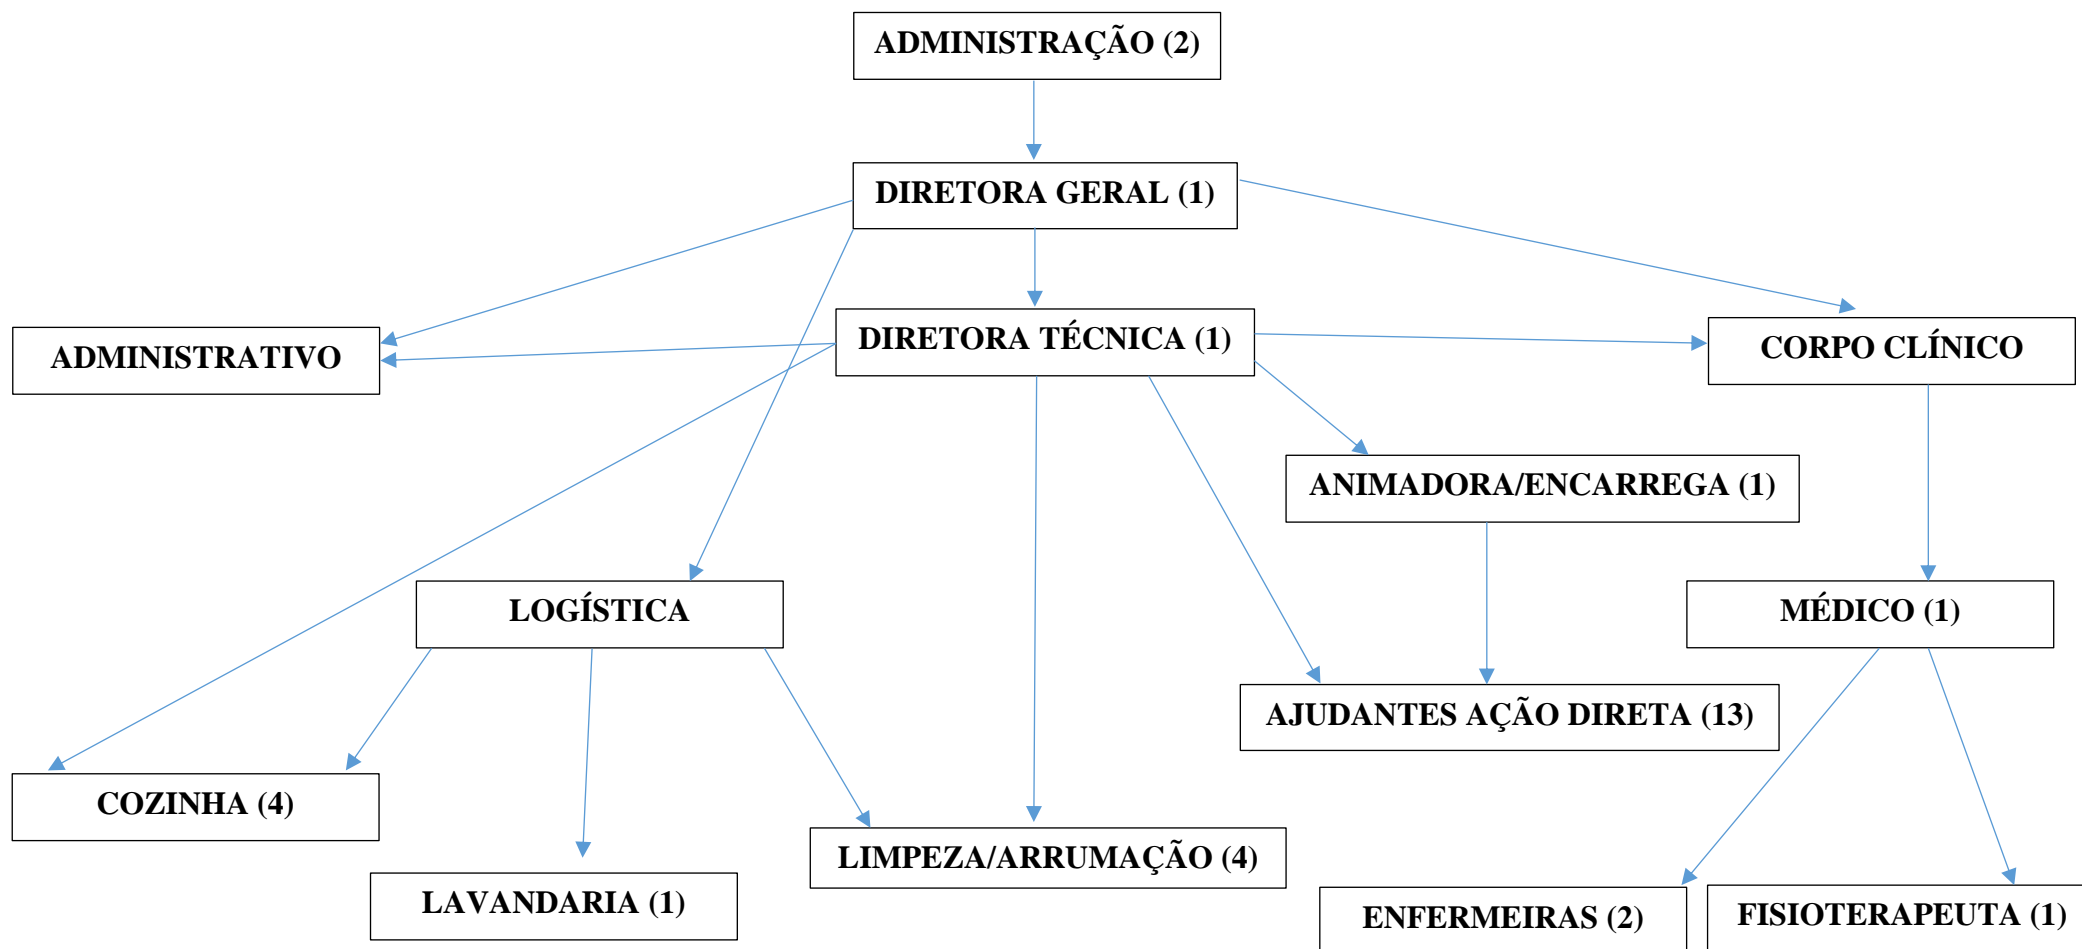 ADMINISTRAÇÃO (2)
DIRETORA GERAL (1)
ADMINISTRATIVO
DIRETORA TÉCNICA (1)
CORPO CLÍNICO
ANIMADORA/ENCARREGA (1)
LOGÍSTICA
MÉDICO (1)
AJUDANTES AÇÃO DIRETA (13)
COZINHA (4)
LIMPEZA/ARRUMAÇÃO (4)
LAVANDARIA (1)
ENFERMEIRAS (2)
FISIOTERAPEUTA (1)